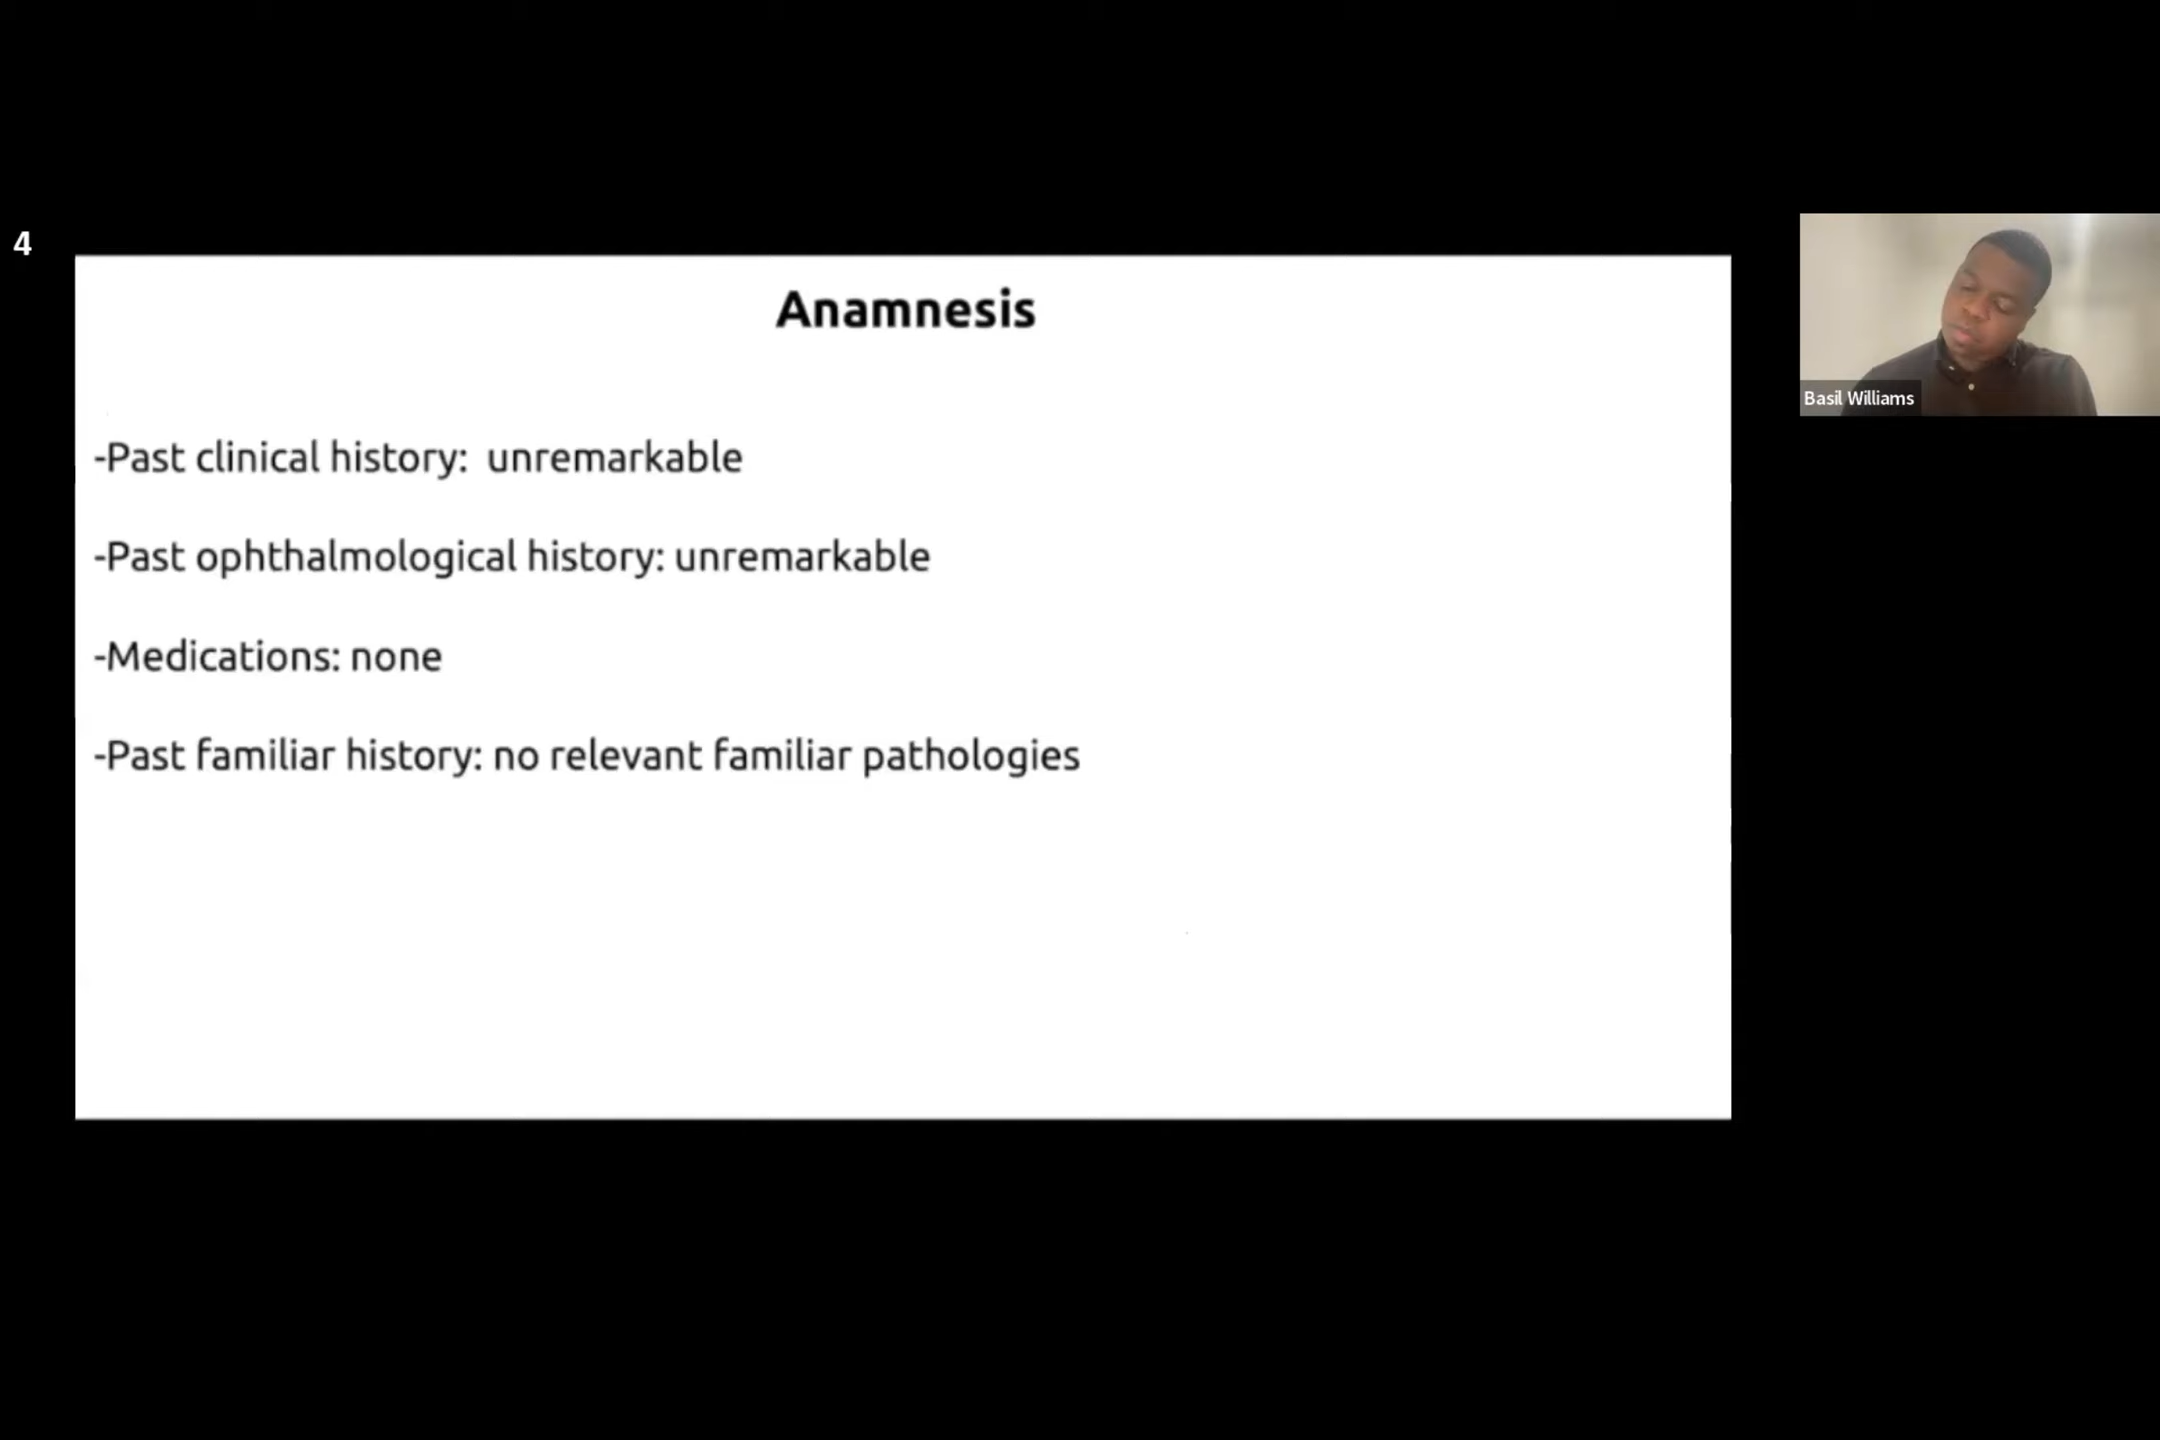 4
Anamnesis
-Past clinical history:  unremarkable
-Past ophthalmological history: unremarkable
-Medications: none
-Past familiar history: no relevant familiar pathologies
Basil Williams